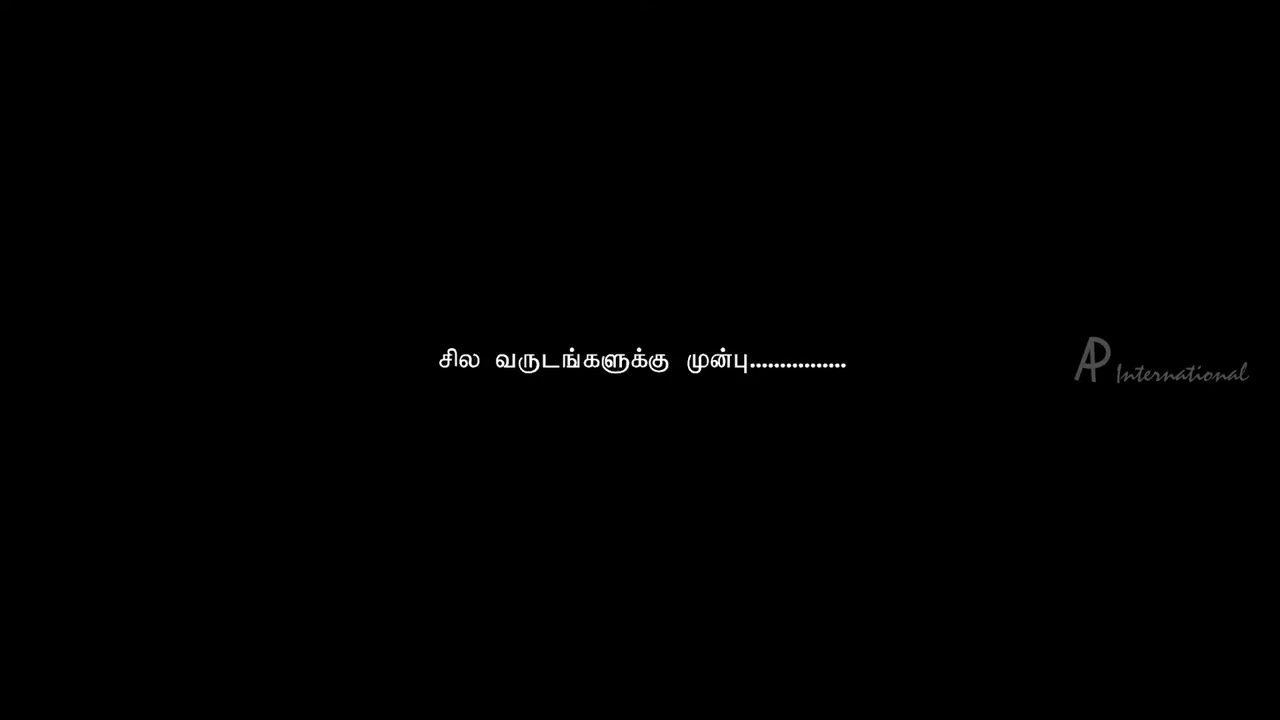 சில வருடங்களுக்கு முன்பு................
AP International